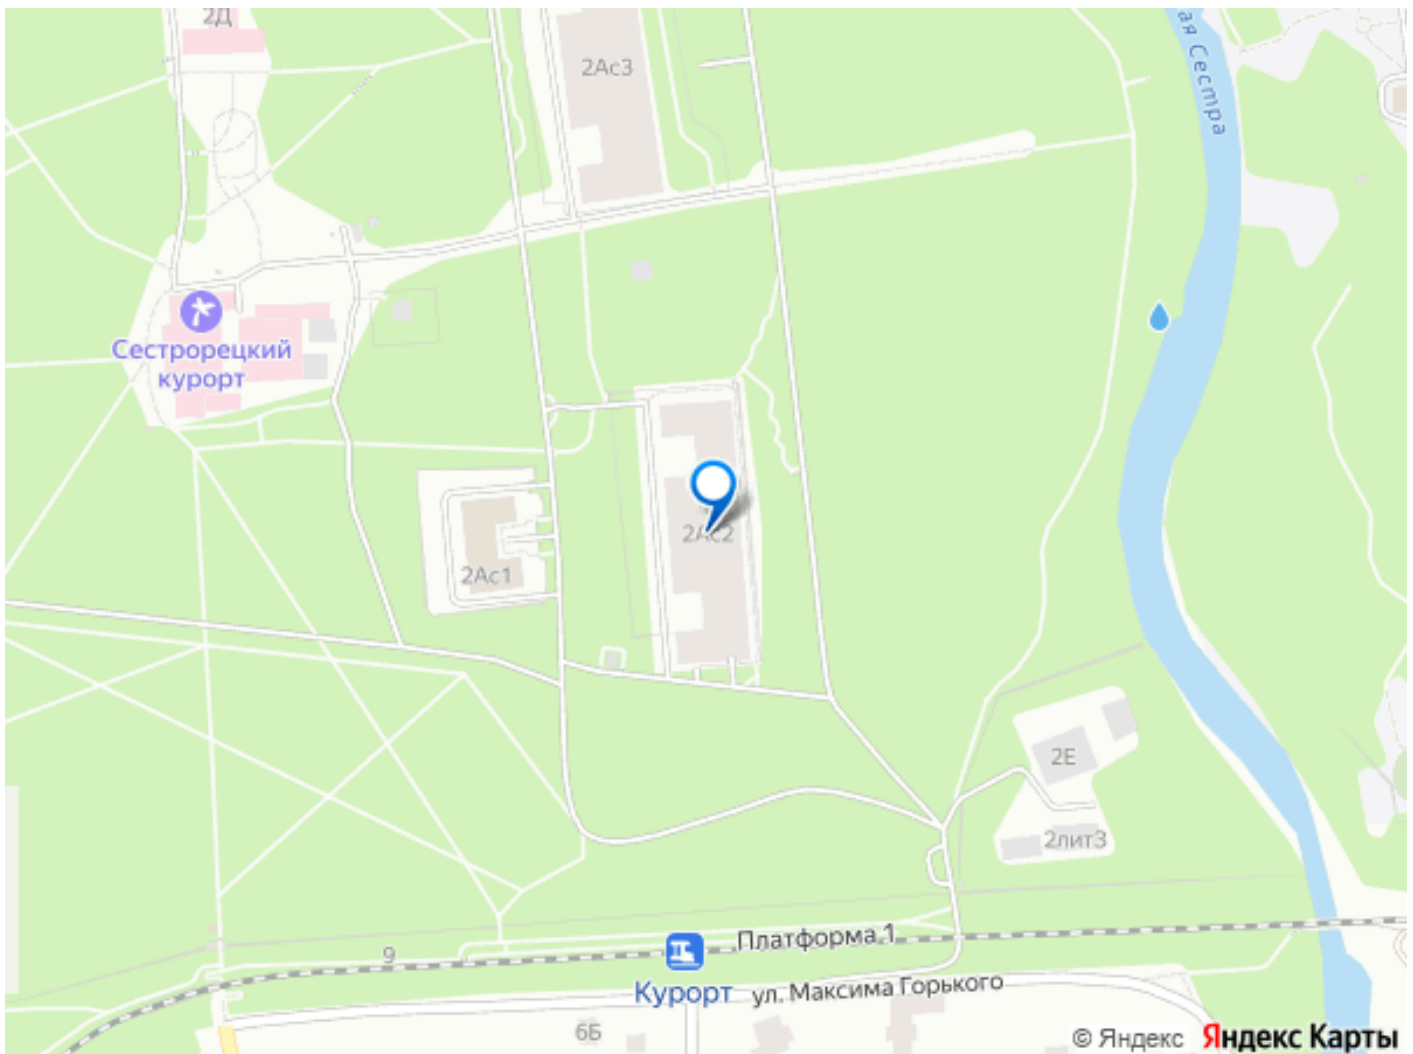 2Д
2Ас3
ая Сестра
Сестрорецкий
курорт
2Ас2
2Ас1
2Е
2литЗ
Платформа 1
9
Курорт
ул. Максима Горького
6Б
© Яндекс Яндекс Карты